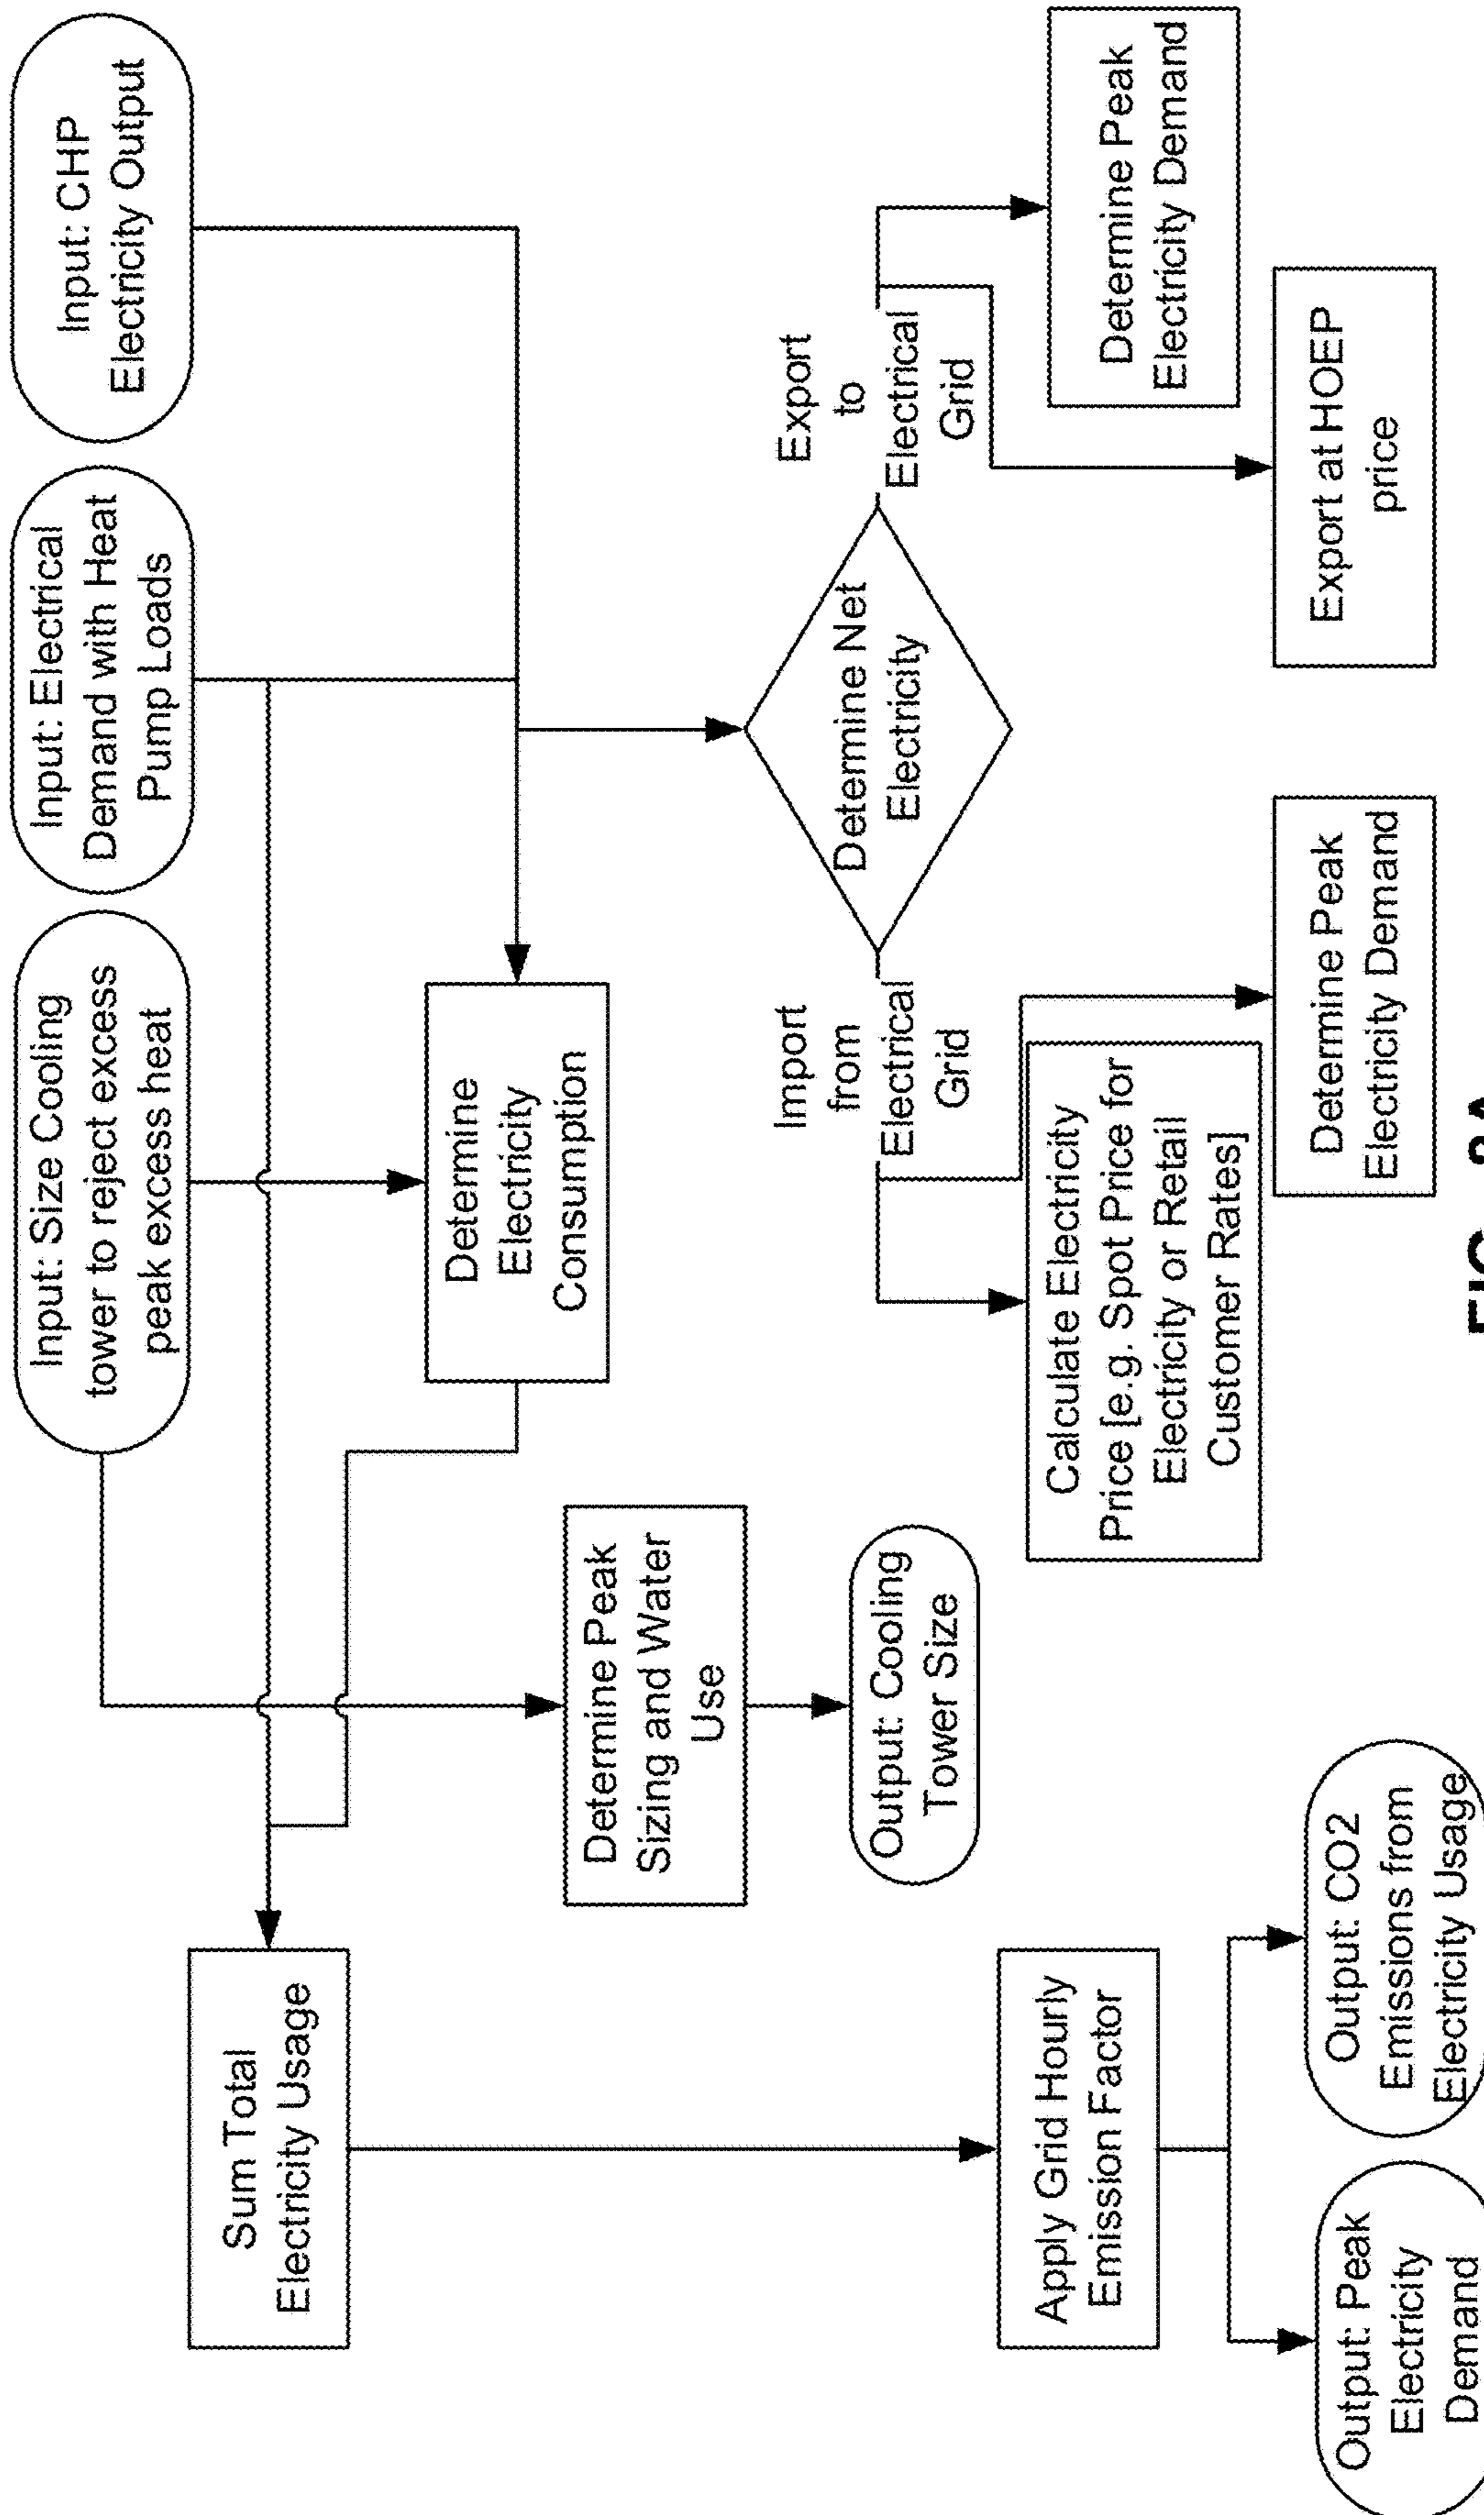 Input: Size Cooling
tower to reject excess
peak excess heat
Input: Electrical
Demand with Heat
Pump Loads
Input: CHP
Electricity Output
Sum Total
Electricity Usage
Determine
Electricity
Consumption
Determine Peak
Sizing and Water
Use
Output: Cooling
Tower Size
Determine Net
Electricity
Import
from
Electrical
Grid
Export
to
Electrical
Grid
Calculate Electricity
Price [e.g. Spot Price for
Electricity or Retail
Customer Rates]
Determine Peak
Electricity Demand
Determine Peak
Electricity Demand
Export at HOEP
price
Apply Grid Hourly
Emission Factor
Output: Peak
Electricity
Demand
Output: CO2
Emissions from
Electricity Usage
FIG.